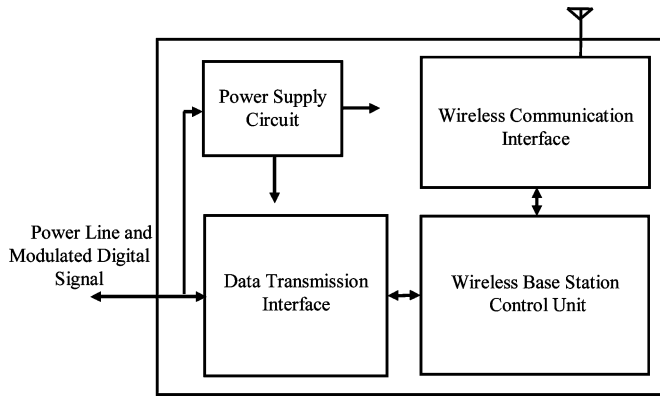 Power Supply
Circuit
Wireless Communication
Interface
Power Line and
Modulated Digital
Signal
Data Transmission
Interface
Wireless Base Station
Control Unit